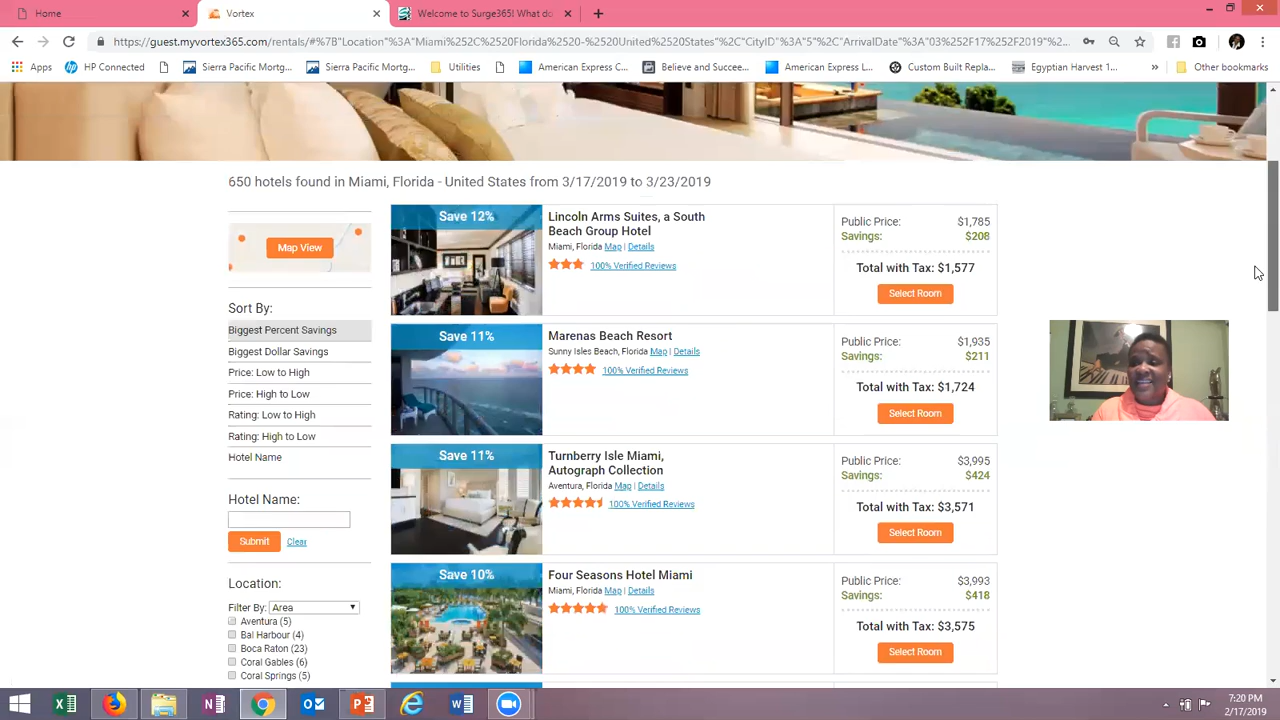 Home
Vortex
Welcome to Surge365! What do
https://guest.myvortex365.com/rentals/#%7B"Location"%3A"Miami%252C%2520Florida%2520-%2520United%2520States"%2C"CityID"%3A"5"%2C"ArrivalDate"%3A"03%252F17%252F2019"%...
Apps
HP Connected
Sierra Pacific Mortg...
Sierra Pacific Mortg...
Utilities
American Express C...
Believe and Succee...
American Express L...
Custom Built Repla...
Egyptian Harvest 1...
»
Other bookmarks
650 hotels found in Miami, Florida - United States from 3/17/2019 to 3/23/2019
Map View
Sort By:
Biggest Percent Savings
Biggest Dollar Savings
Price: Low to High
Price: High to Low
Rating: Low to High
Rating: High to Low
Hotel Name
Hotel Name:
Submit Clear
Location:
Filter By: Area
Aventura (5)
Bal Harbour (4)
Boca Raton (23)
Coral Gables (6)
Coral Springs (5)
Save 12%
Lincoln Arms Suites, a South
Beach Group Hotel
Miami, Florida Map | Details
100% Verified Reviews
Public Price: $1,785
Savings: $208
Total with Tax: $1,577
Select Room
Save 11%
Marenas Beach Resort
Sunny Isles Beach, Florida Map | Details
100% Verified Reviews
Public Price: $1,935
Savings: $211
Total with Tax: $1,724
Select Room
Save 11%
Turnberry Isle Miami,
Autograph Collection
Aventura, Florida Map | Details
100% Verified Reviews
Public Price: $3,995
Savings: $424
Total with Tax: $3,571
Select Room
Save 10%
Four Seasons Hotel Miami
Miami, Florida Map | Details
100% Verified Reviews
Public Price: $3,993
Savings: $418
Total with Tax: $3,575
Select Room
7:20 PM
2/17/2019